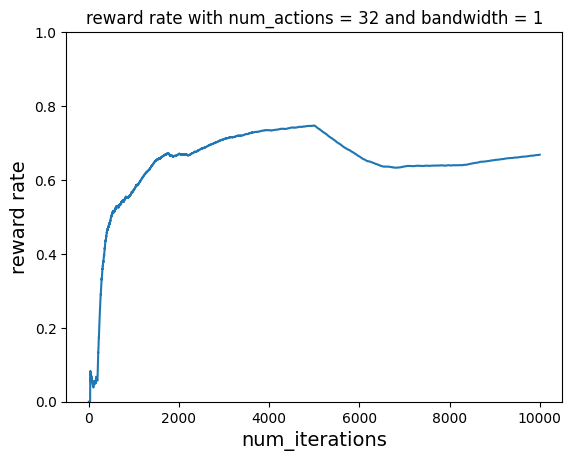 reward rate with num_actions = 32 and bandwidth = 1
1.0
0.8
0.6
0.4
0.2
0.0
reward rate
0 2000 4000 6000 8000 10000
num_iterations